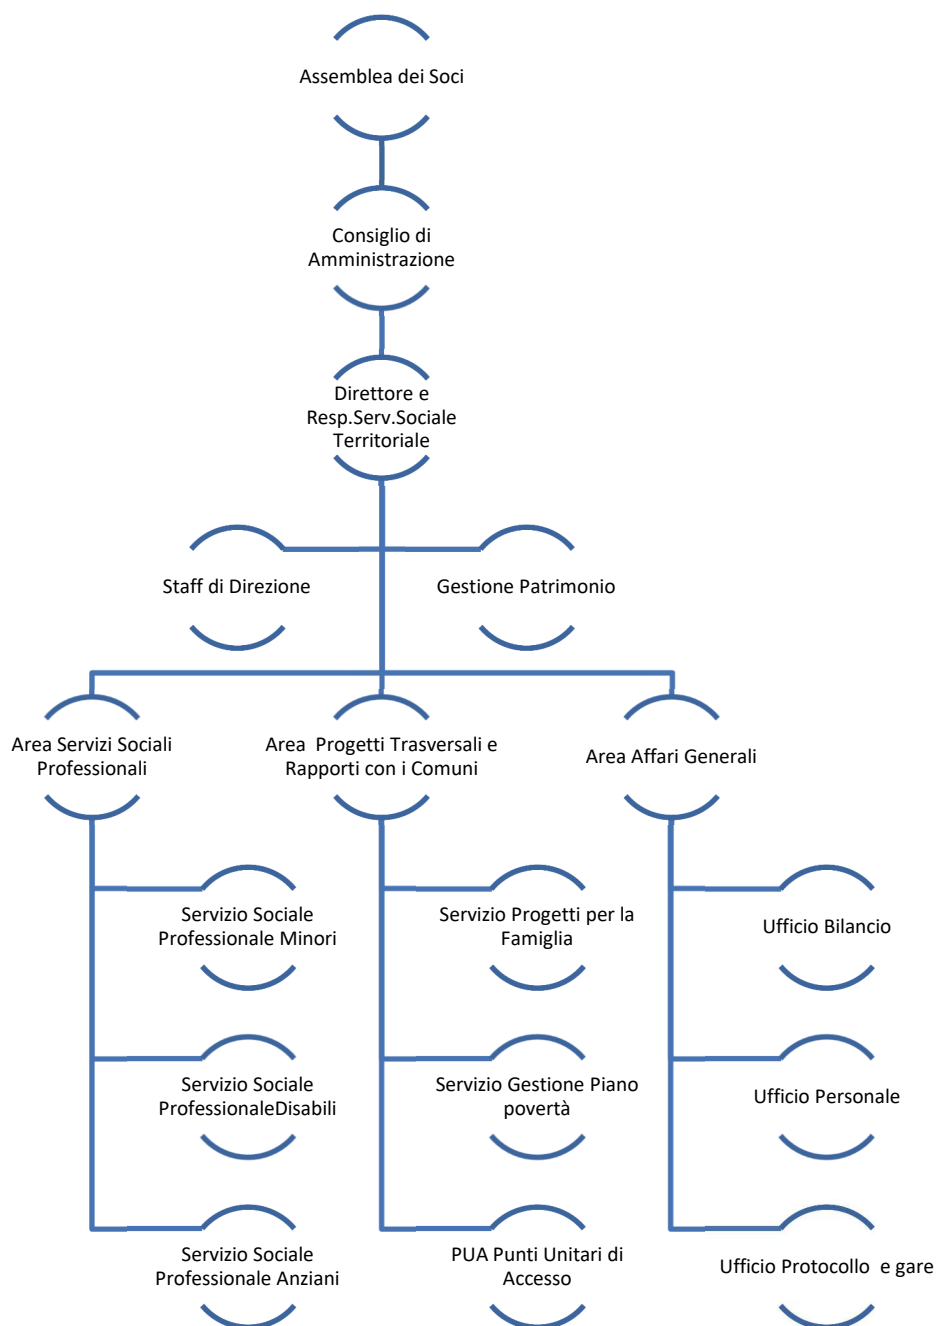 Assemblea dei Soci
Consiglio di
Amministrazione
Direttore e
Resp.Serv.Sociale
Territoriale
Staff di Direzione
Gestione Patrimonio
Area Servizi Sociali
Professionali
Area  Progetti Trasversali e
Rapporti con i Comuni
Area Affari Generali
Servizio Sociale
Professionale Minori
Servizio Progetti per la
Famiglia
Ufficio Bilancio
Servizio Sociale
ProfessionaleDisabili
Servizio Gestione Piano
povertà
Ufficio Personale
Servizio Sociale
Professionale Anziani
PUA Punti Unitari di
Accesso
Ufficio Protocollo  e gare